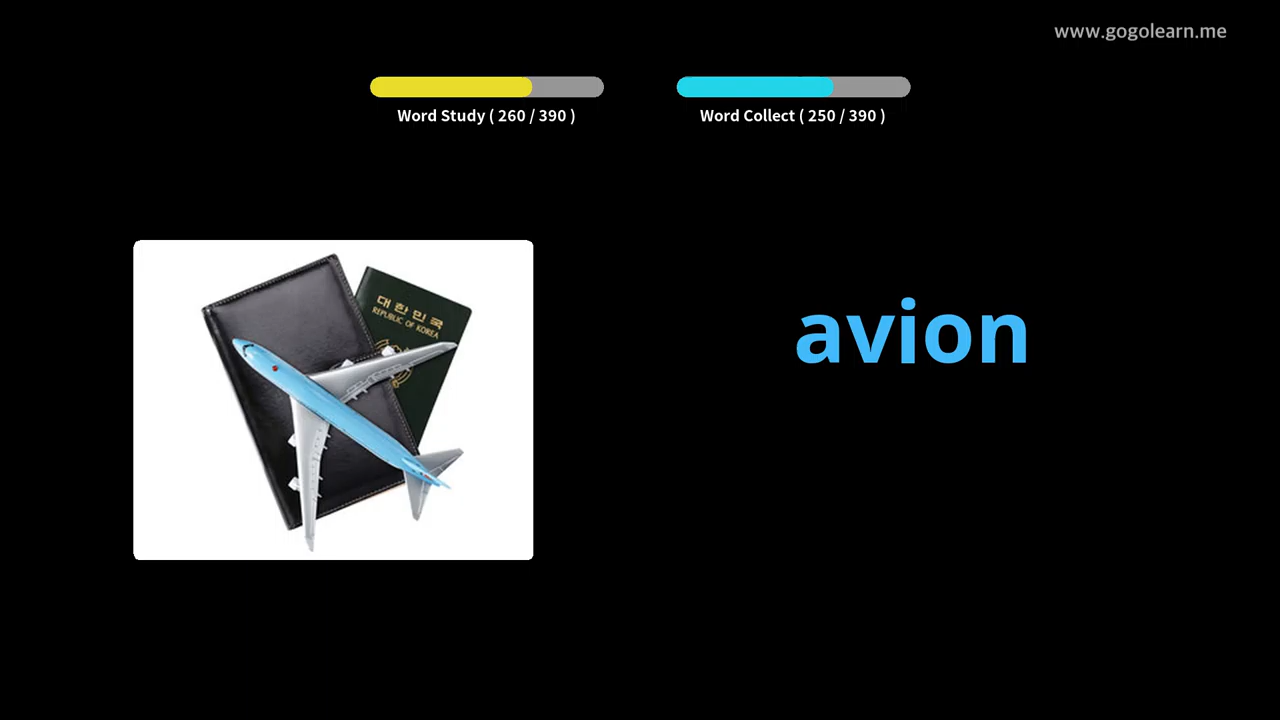 www.gogolearn.me
Word Study ( 260 / 390 )
Word Collect ( 250 / 390 )
대한민국
REPUBLIC OF KOREA
avion